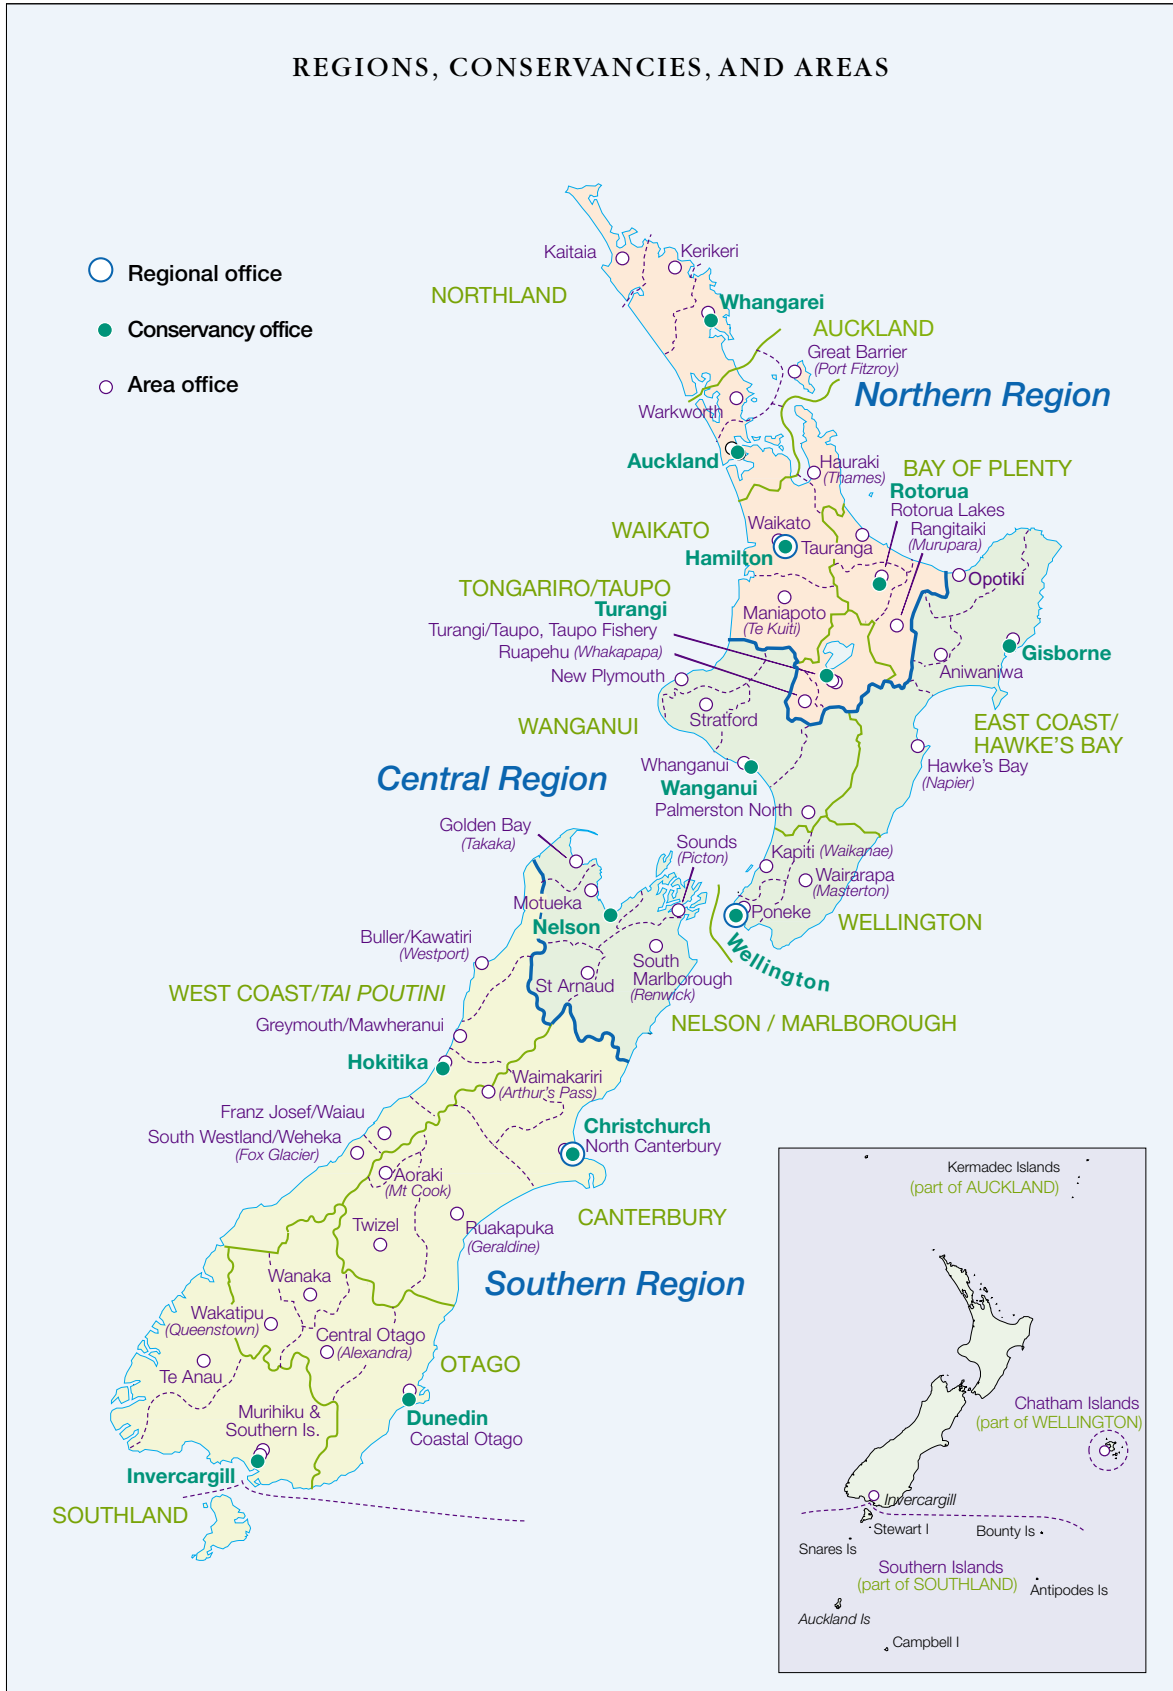 REGIONS, CONSERVANCIES, AND AREAS
Regional office
Conservancy office
Area office
Kaitaia
Kerikeri
NORTHLAND
Whangarei
AUCKLAND
Great Barrier
(Port Fitzroy)
Northern Region
Warkworth
Auckland
Hauraki
(Thames)
BAY OF PLENTY
Rotorua
Rotorua Lakes
Rangitaiki
(Murupara)
WAIKATO
Waikato
Hamilton
Tauranga
TONGARIRO/TAUPO
Turangi
Opotiki
Maniapoto
(Te Kuiti)
Turangi/Taupo, Taupo Fishery
Ruapehu (Whakapapa)
New Plymouth
Gisborne
Aniwaniwa
Stratford
WANGANUI
EAST COAST/
HAWKE'S BAY
Whanganui
Wanganui
Hawke's Bay
(Napier)
Central Region
Palmerston North
Golden Bay
(Takaka)
Sounds
(Picton)
Kapiti (Waikanae)
Wairarapa
(Masterton)
Motueka
Nelson
Poneke
WELLINGTON
Wellington
Buller/Kawatiri
(Westport)
South
Marlborough
(Renwick)
St Arnaud
WEST COAST/TAI POUTINI
NELSON / MARLBOROUGH
Greymouth/Mawheranui
Hokitika
Waimakariri
(Arthur's Pass)
Franz Josef/Waiau
South Westland/Weheka
(Fox Glacier)
Christchurch
North Canterbury
Aoraki
(Mt Cook)
CANTERBURY
Twizel
Ruakapuka
(Geraldine)
Southern Region
Wanaka
Wakatipu
(Queenstown)
Central Otago
(Alexandra)
OTAGO
Te Anau
Murihiku &
Southern Is.
Dunedin
Coastal Otago
Invercargill
SOUTHLAND
Kermadec Islands
(part of AUCKLAND)
Chatham Islands
(part of WELLINGTON)
Invercargill
Stewart I
Bounty Is
Snares Is
Southern Islands
(part of SOUTHLAND)
Antipodes Is
Auckland Is
Campbell I